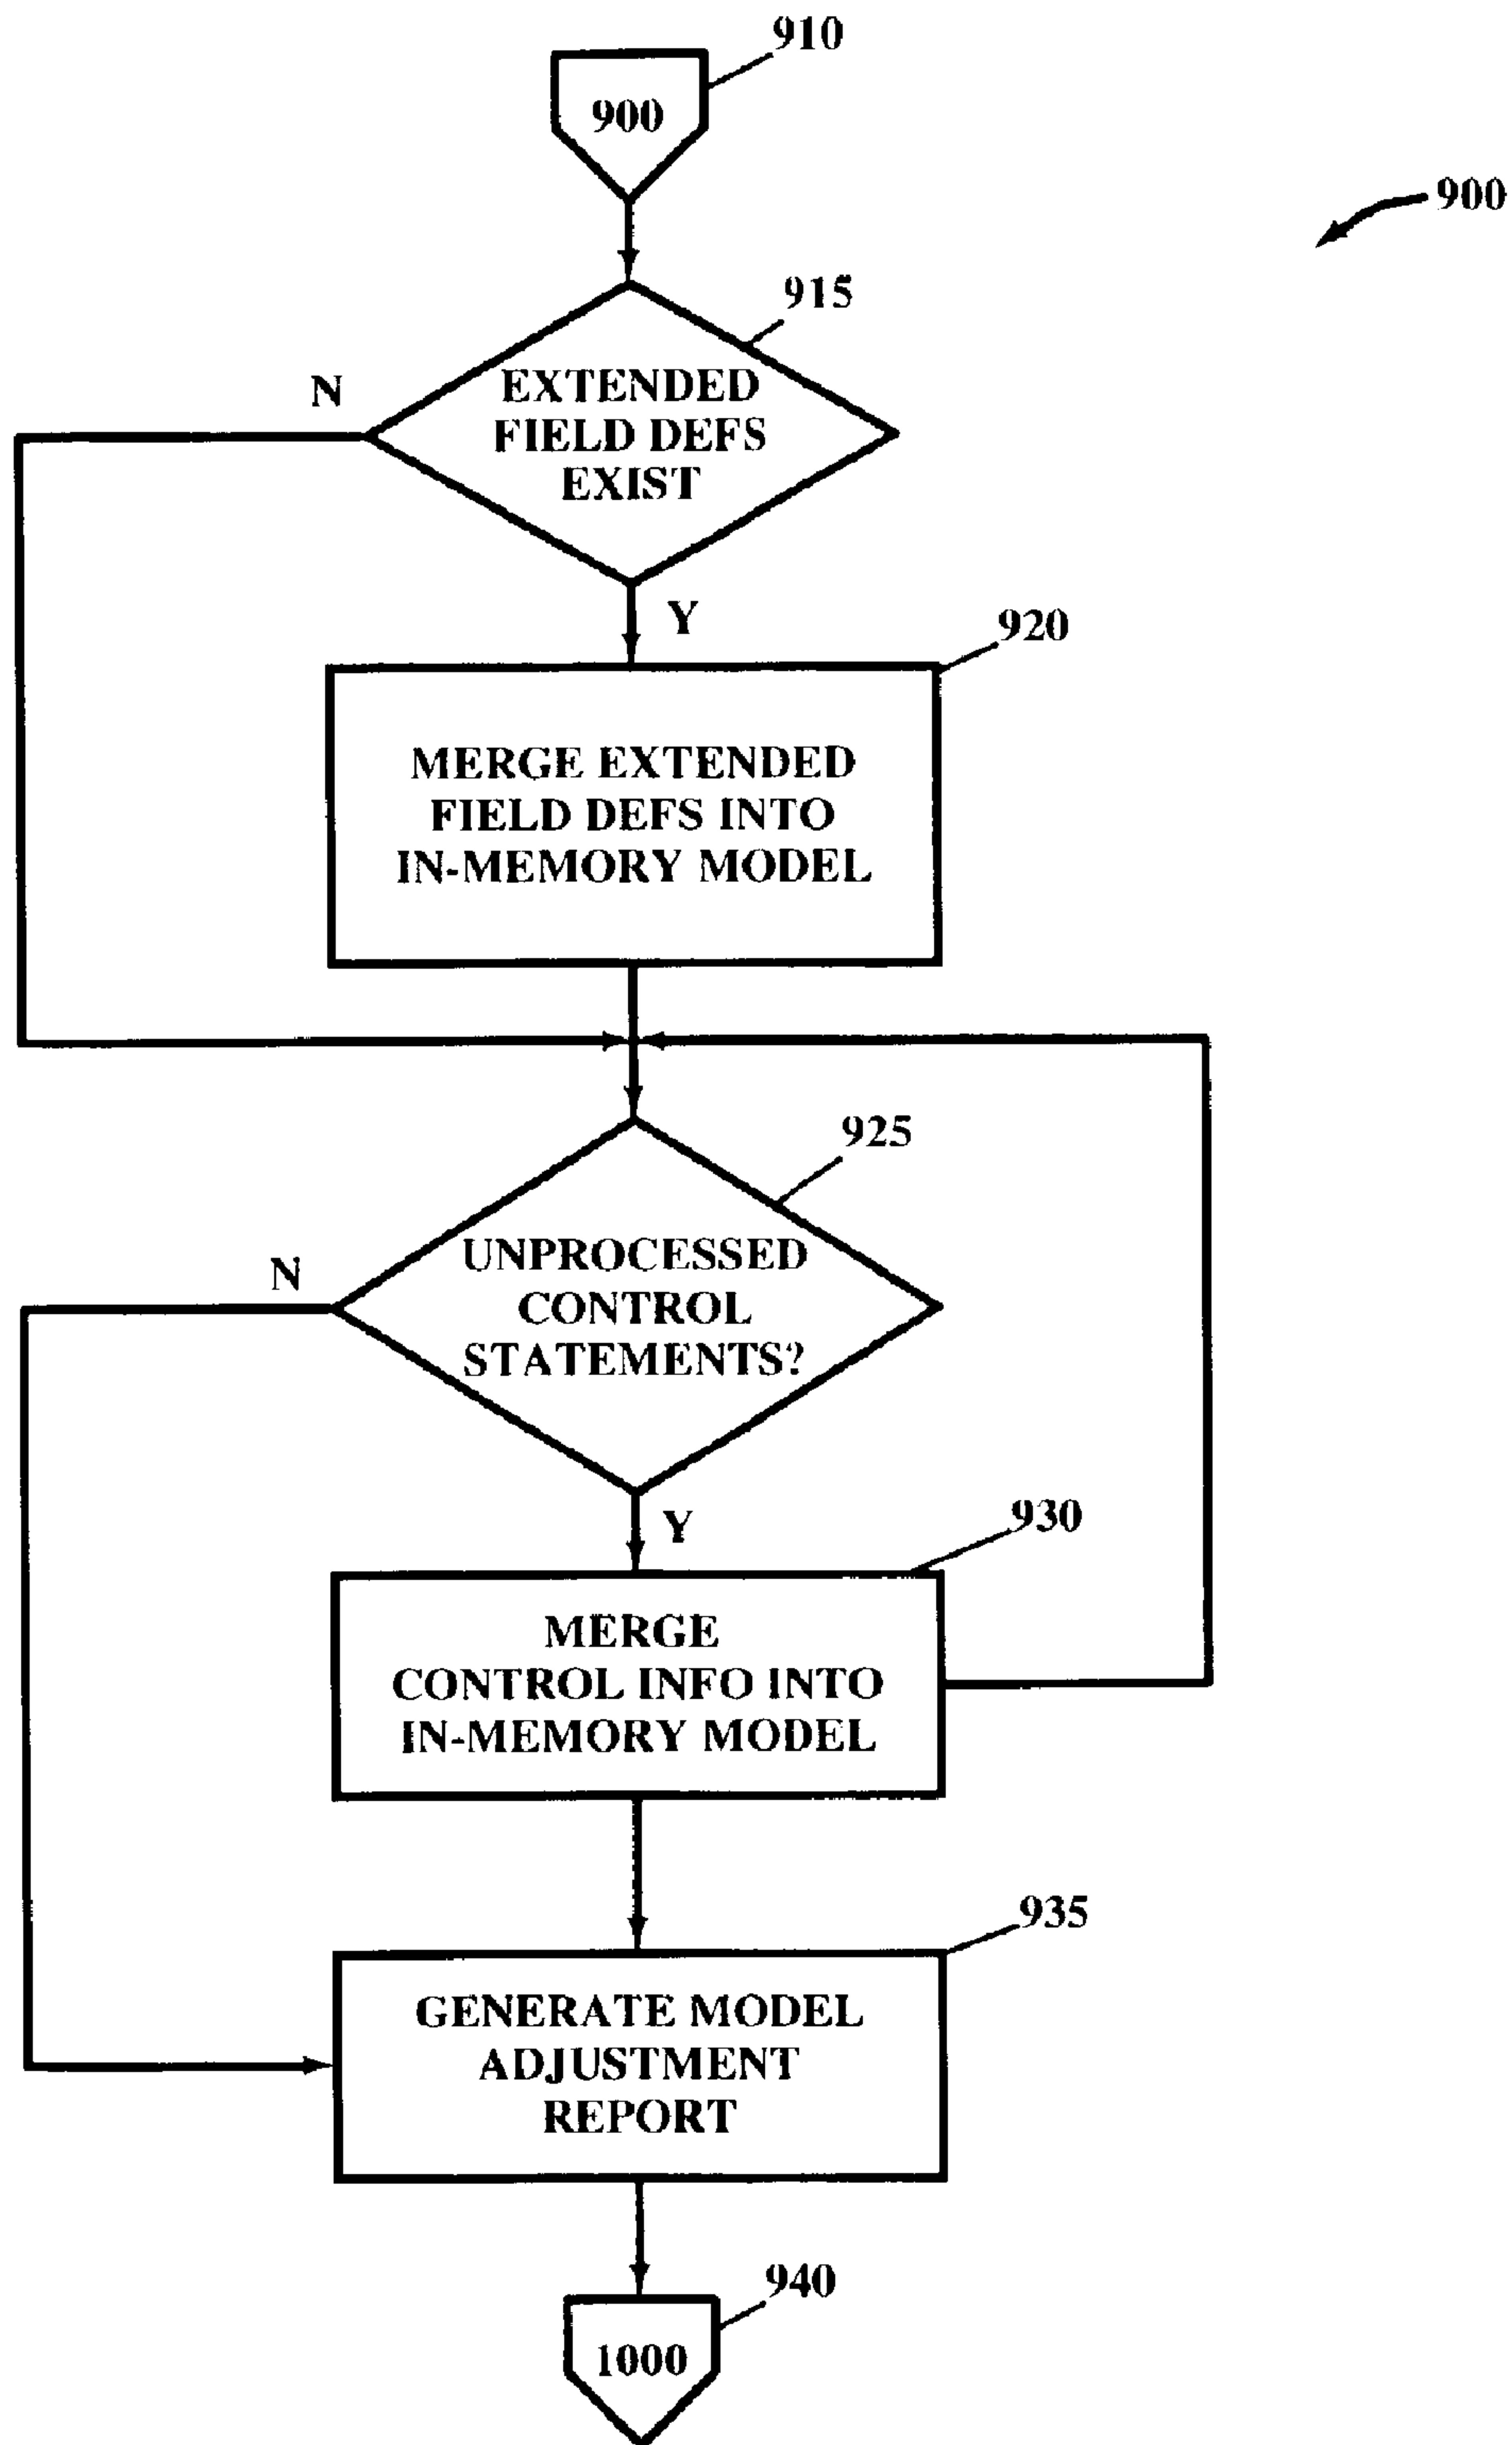 910
900
900
915
N
EXTENDED
FIELD DEFS
EXIST
Y
920
MERGE EXTENDED
FIELD DEFS INTO
IN-MEMORY MODEL
925
N
UNPROCESSED
CONTROL
STATEMENTS?
Y
930
MERGE
CONTROL INFO INTO
IN-MEMORY MODEL
935
GENERATE MODEL
ADJUSTMENT
REPORT
940
1000